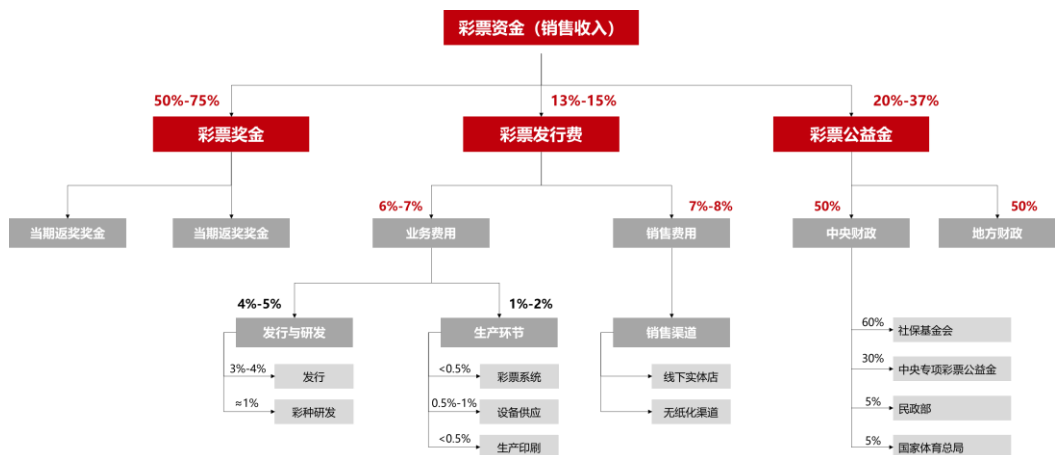 彩票资金（销售收入）
50%-75%
13%-15%
20%-37%
彩票奖金
彩票发行费
彩票公益金
6%-7%
7%-8%
50%
50%
当期返奖奖金
当期返奖奖金
业务费用
销售费用
中央财政
地方财政
4%-5%
1%-2%
发行与研发
生产环节
销售渠道
60%
社保基金会
3%-4%
发行
<0.5%
彩票系统
线下实体店
30%
中央专项彩票公益金
≈1%
彩种研发
0.5%-1%
设备供应
无纸化渠道
5%
民政部
<0.5%
生产印刷
5%
国家体育总局